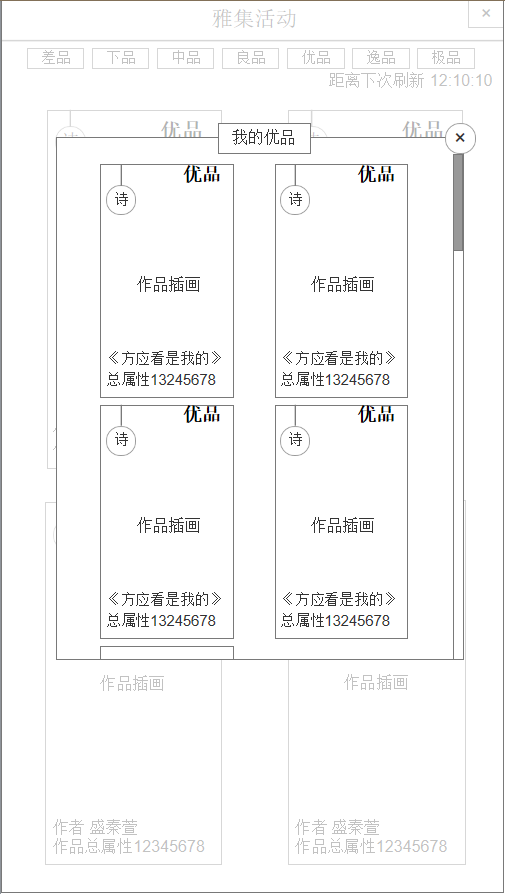 雅集活动
×
差品 下品 中品 良品 优品 逸品 极品
距离下次刷新 12:10:10
优品 优品
我的优品
×
优品 优品
诗 诗
作品插画 作品插画
《方应看是我的》 《方应看是我的》
总属性13245678 总属性13245678
优品 优品
诗 诗
作品插画 作品插画
《方应看是我的》 《方应看是我的》
总属性13245678 总属性13245678
作品插画 作品插画
作者 盛秦萱 作者 盛秦萱
作品总属性12345678 作品总属性12345678